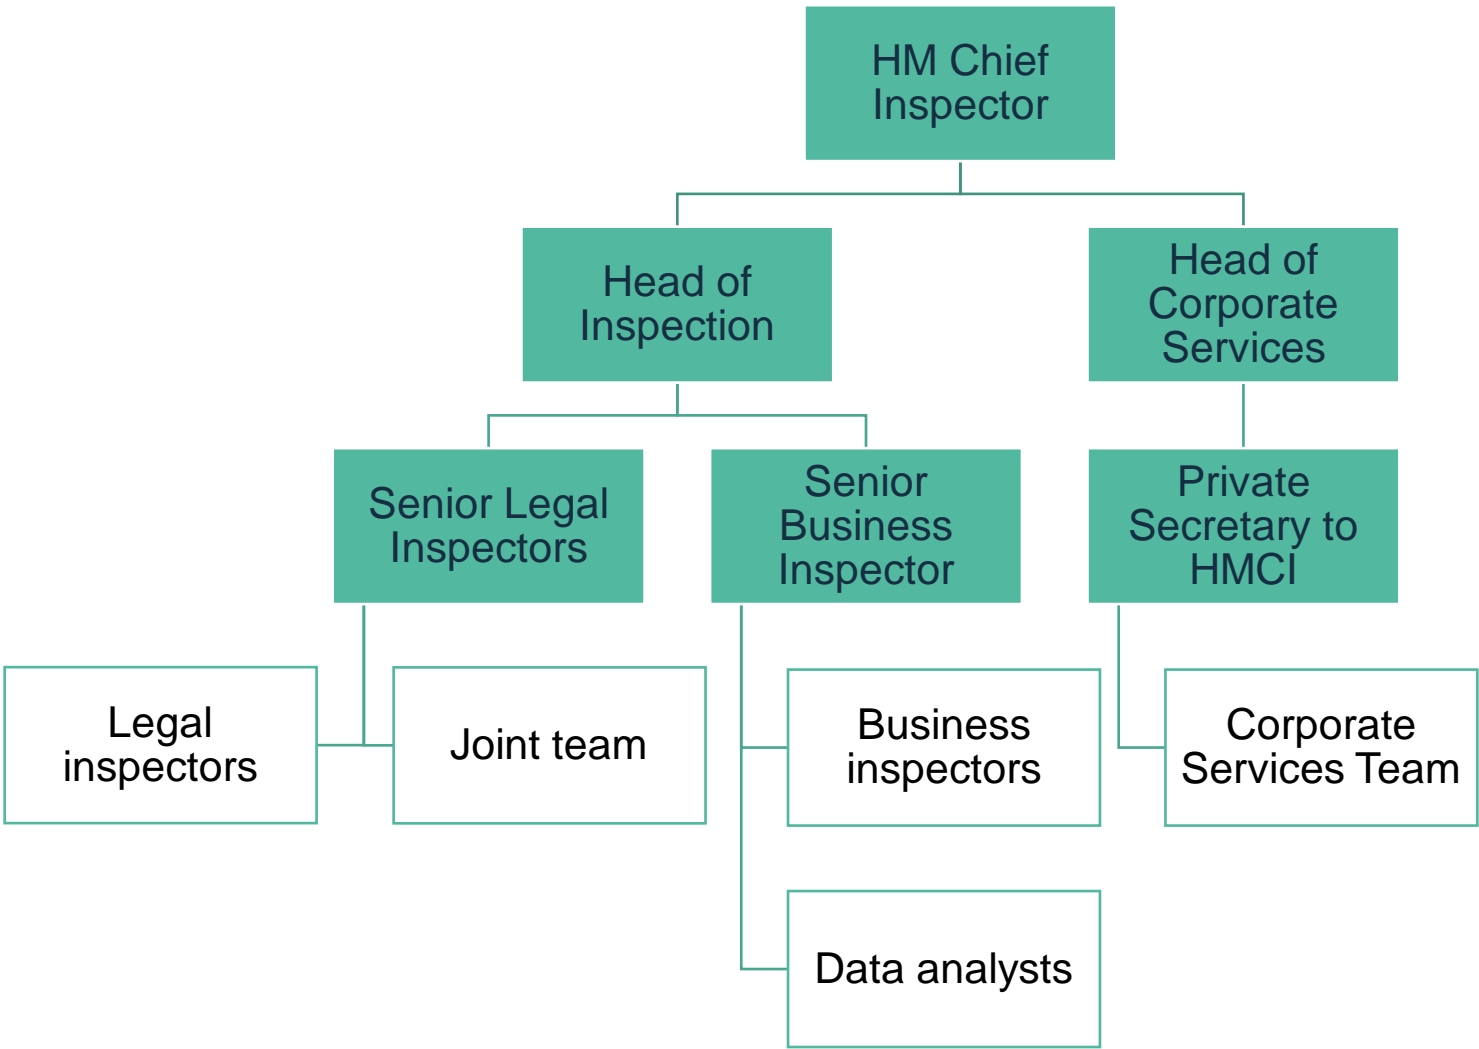 HM Chief
Inspector
Head of
Inspection
Head of
Corporate
Services
Senior Legal
Inspectors
Senior
Business
Inspector
Private
Secretary to
HMCI
Legal
inspectors
Joint team
Business
inspectors
Corporate
Services Team
Data analysts